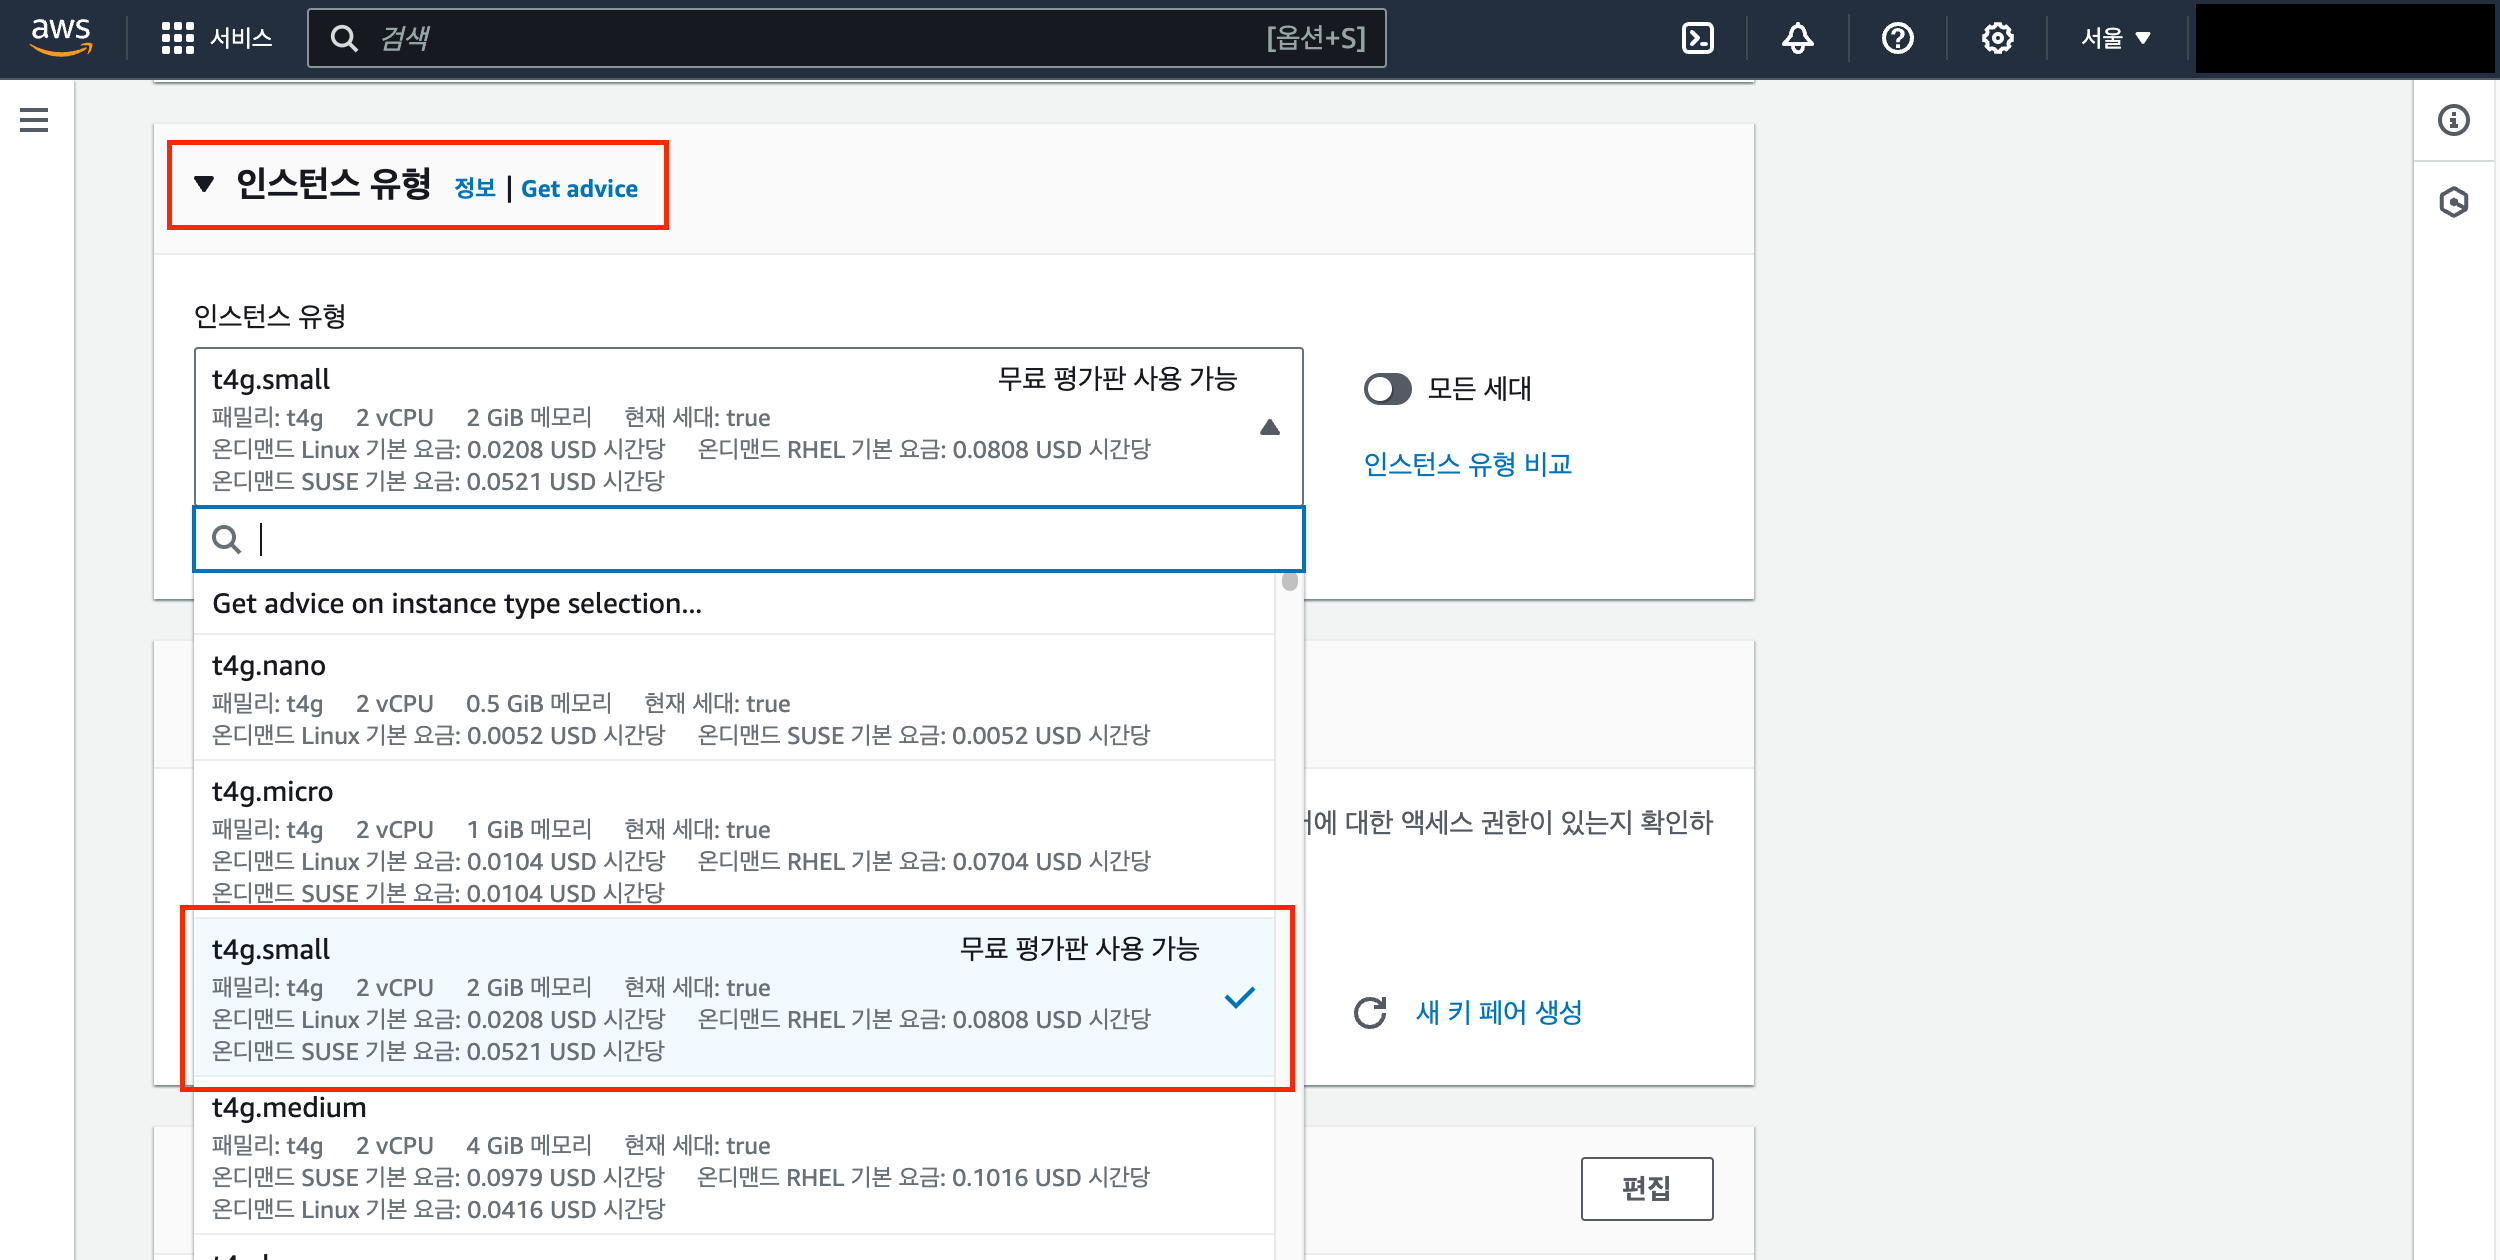 aws 서비스 검색 [옵션+S] 서울
인스턴스 유형 정보 | Get advice
인스턴스 유형
t4g.small 무료 평가판 사용 가능
패밀리: t4g 2 vCPU 2 GiB 메모리 현재 세대: true
온디맨드 Linux 기본 요금: 0.0208 USD 시간당 온디맨드 RHEL 기본 요금: 0.0808 USD 시간당
온디맨드 SUSE 기본 요금: 0.0521 USD 시간당
모든 세대
인스턴스 유형 비교
Get advice on instance type selection...
t4g.nano
패밀리: t4g 2 vCPU 0.5 GiB 메모리 현재 세대: true
온디맨드 Linux 기본 요금: 0.0052 USD 시간당 온디맨드 SUSE 기본 요금: 0.0052 USD 시간당
t4g.micro
패밀리: t4g 2 vCPU 1 GiB 메모리 현재 세대: true
온디맨드 Linux 기본 요금: 0.0104 USD 시간당 온디맨드 RHEL 기본 요금: 0.0704 USD 시간당
온디맨드 SUSE 기본 요금: 0.0104 USD 시간당
에 대한 액세스 권한이 있는지 확인하
t4g.small 무료 평가판 사용 가능
패밀리: t4g 2 vCPU 2 GiB 메모리 현재 세대: true
온디맨드 Linux 기본 요금: 0.0208 USD 시간당 온디맨드 RHEL 기본 요금: 0.0808 USD 시간당
온디맨드 SUSE 기본 요금: 0.0521 USD 시간당
새 키 페어 생성
t4g.medium
패밀리: t4g 2 vCPU 4 GiB 메모리 현재 세대: true
온디맨드 SUSE 기본 요금: 0.0979 USD 시간당 온디맨드 RHEL 기본 요금: 0.1016 USD 시간당
온디맨드 Linux 기본 요금: 0.0416 USD 시간당
편집